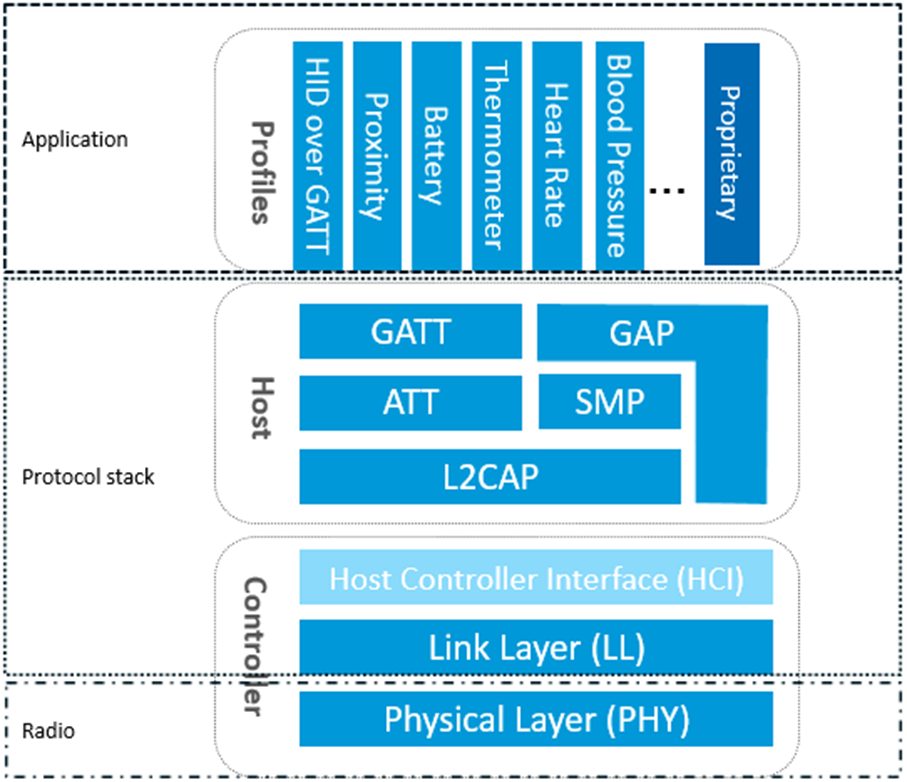 Application
Profiles
HID over GATT
Proximity
Battery
Thermometer
Heart Rate
Blood Pressure
...
Proprietary
Protocol stack
Host
GATT
GAP
ATT
SMP
L2CAP
Controller
Host Controller Interface (HCI)
Link Layer (LL)
Radio
Physical Layer (PHY)